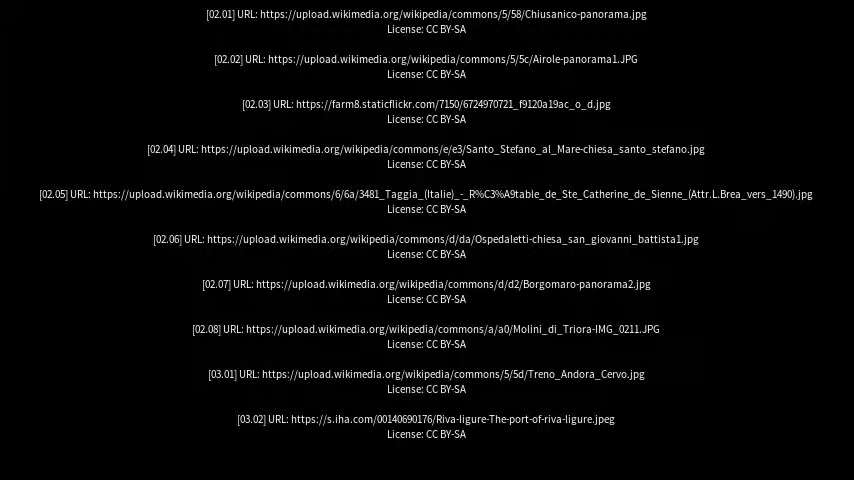 [02.01] URL: https://upload.wikimedia.org/wikipedia/commons/5/58/Chiusanico-panorama.jpg
License: CC BY-SA
[02.02] URL: https://upload.wikimedia.org/wikipedia/commons/5/5c/Airole-panorama1.JPG
License: CC BY-SA
[02.03] URL: https://farm8.staticflickr.com/7150/6724970721_f9120a19ac_o_d.jpg
License: CC BY-SA
[02.04] URL: https://upload.wikimedia.org/wikipedia/commons/e/e3/Santo_Stefano_al_Mare-chiesa_santo_stefano.jpg
License: CC BY-SA
[02.05] URL: https://upload.wikimedia.org/wikipedia/commons/6/6a/3481_Taggia_(Italie)_-_R%C3%A9table_de_Ste_Catherine_de_Sienne_(Attr.L.Brea_vers_1490).jpg
License: CC BY-SA
[02.06] URL: https://upload.wikimedia.org/wikipedia/commons/d/da/Ospedaletti-chiesa_san_giovanni_battista1.jpg
License: CC BY-SA
[02.07] URL: https://upload.wikimedia.org/wikipedia/commons/d/d2/Borgomaro-panorama2.jpg
License: CC BY-SA
[02.08] URL: https://upload.wikimedia.org/wikipedia/commons/a/a0/Molini_di_Triora-IMG_0211.JPG
License: CC BY-SA
[03.01] URL: https://upload.wikimedia.org/wikipedia/commons/5/5d/Treno_Andora_Cervo.jpg
License: CC BY-SA
[03.02] URL: https://s.iha.com/00140690176/Riva-ligure-The-port-of-riva-ligure.jpeg
License: CC BY-SA